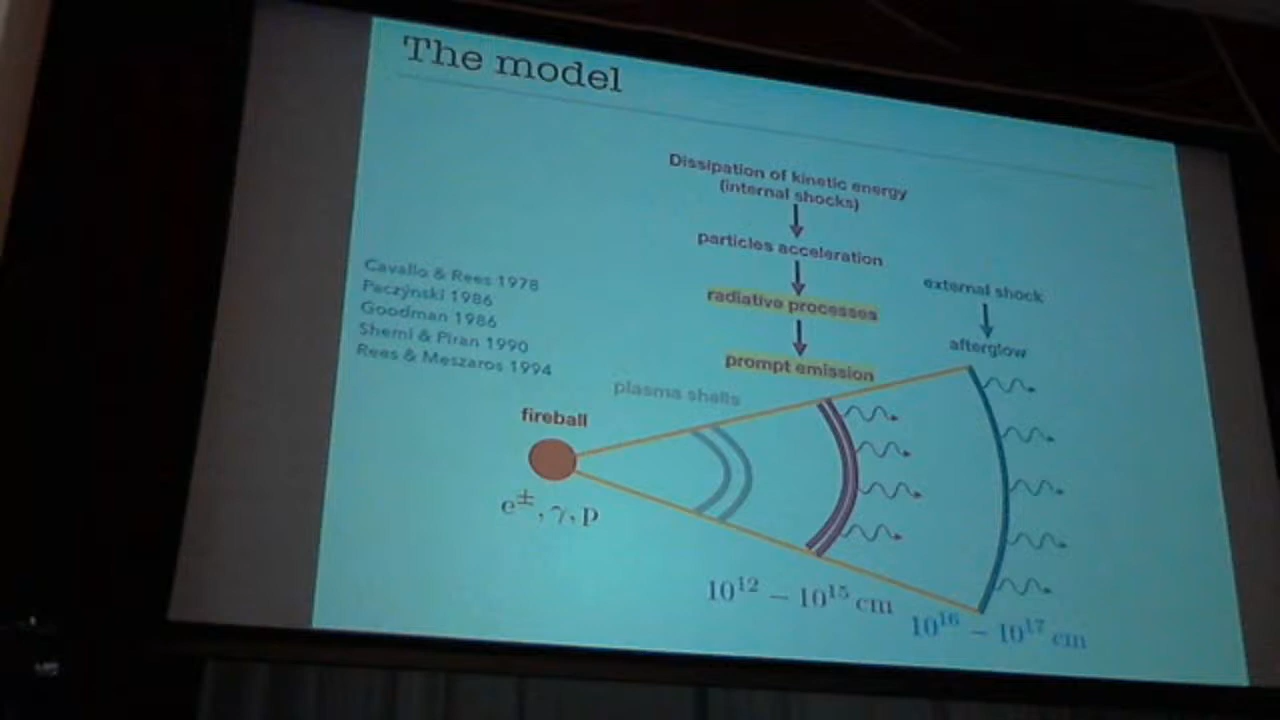 The model
Dissipation of kinetic energy
(internal shocks)
particles acceleration
radiative processes
prompt emission
external shock
afterglow
Cavallo & Rees 1978
Paczýnski 1986
Goodman 1986
Shemi & Piran 1990
Rees & Meszaros 1994
plasma shells
fireball
e±, γ, p
10¹² – 10¹⁵ cm
10¹⁶ – 10¹⁷ cm